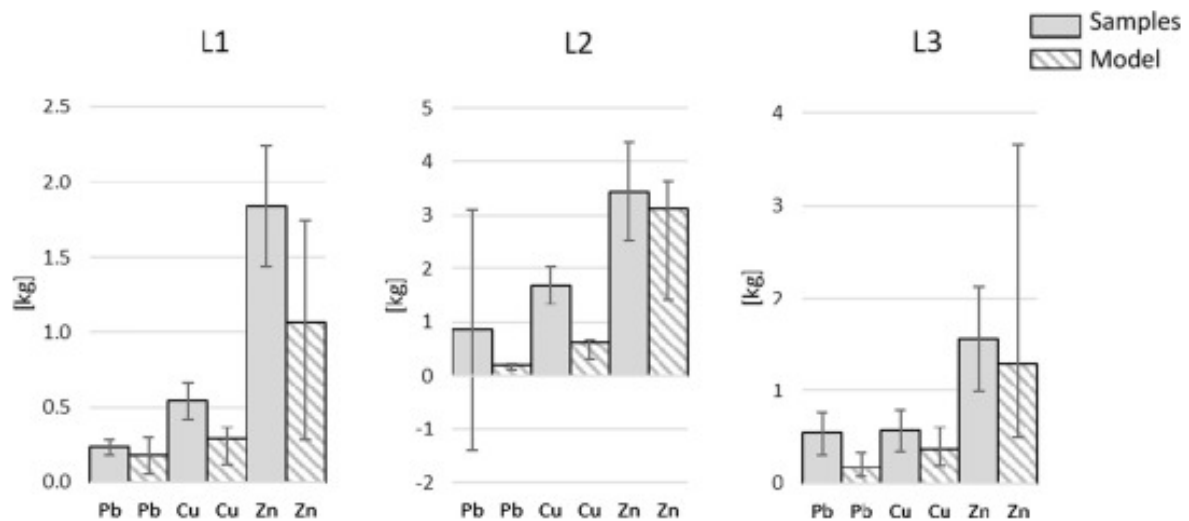 L1
L2
L3
Samples
Model
[kg]
2.5
2.0
1.5
1.0
0.5
0.0
Pb Pb Cu Cu Zn Zn
[kg]
5
4
3
2
1
0
-1
-2
Pb Pb Cu Cu Zn Zn
[kg]
4
3
2
1
0
Pb Pb Cu Cu Zn Zn